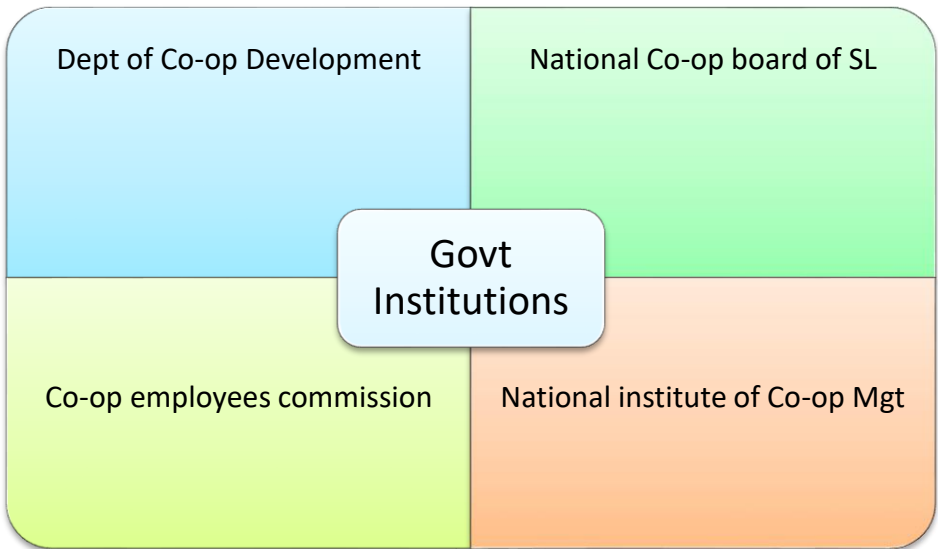 Dept of Co-op Development
National Co-op board of SL
Govt
Institutions
Co-op employees commission
National institute of Co-op Mgt